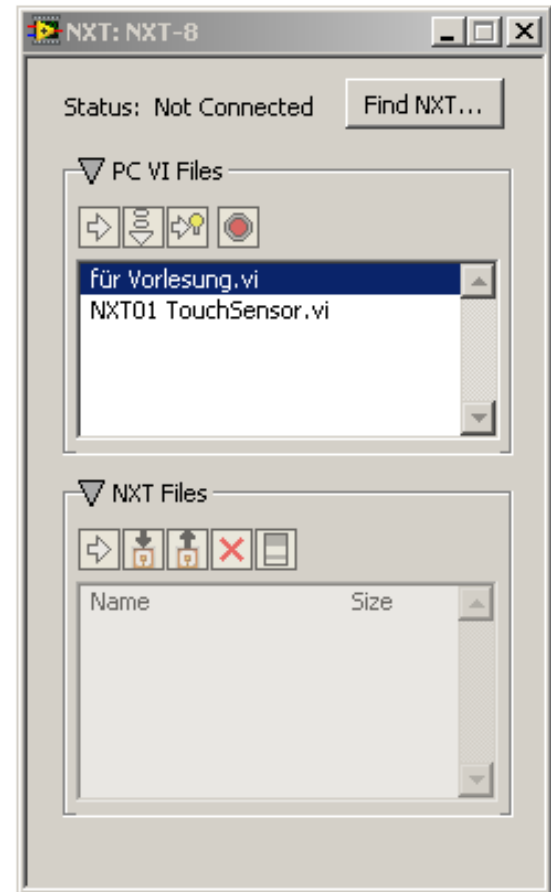 NXT: NXT-8
Status: Not Connected Find NXT...
PC VI Files
für Vorlesung.vi
NXT01 TouchSensor.vi
NXT Files
Name Size